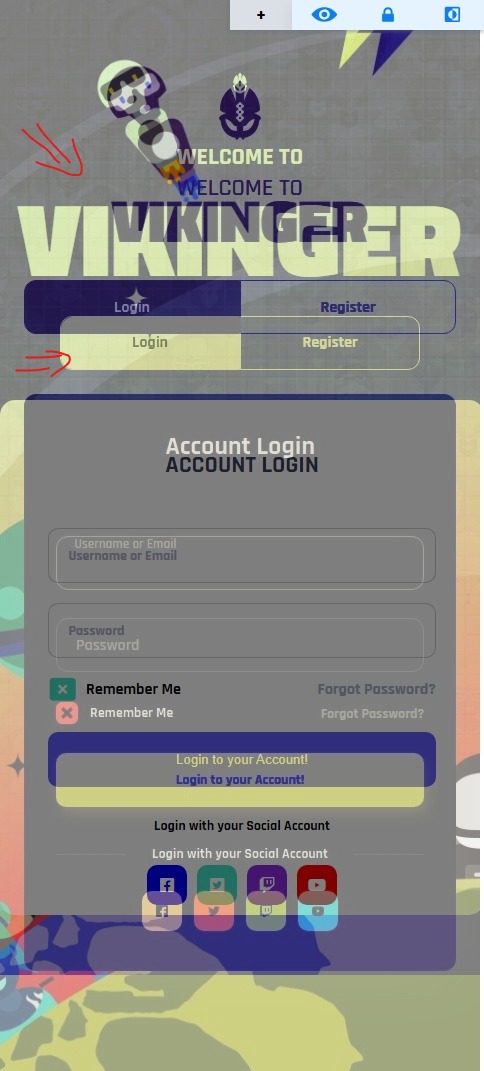 +
WELCOME TO
WELCOME TO
VIKINGER
VIKINGER
Login Register
Login Register
Account Login
ACCOUNT LOGIN
Username or Email
Username or Email
Password
Password
Remember Me Forgot Password?
Remember Me Forgot Password?
Login to your Account!
Login to your Account!
Login with your Social Account
Login with your Social Account